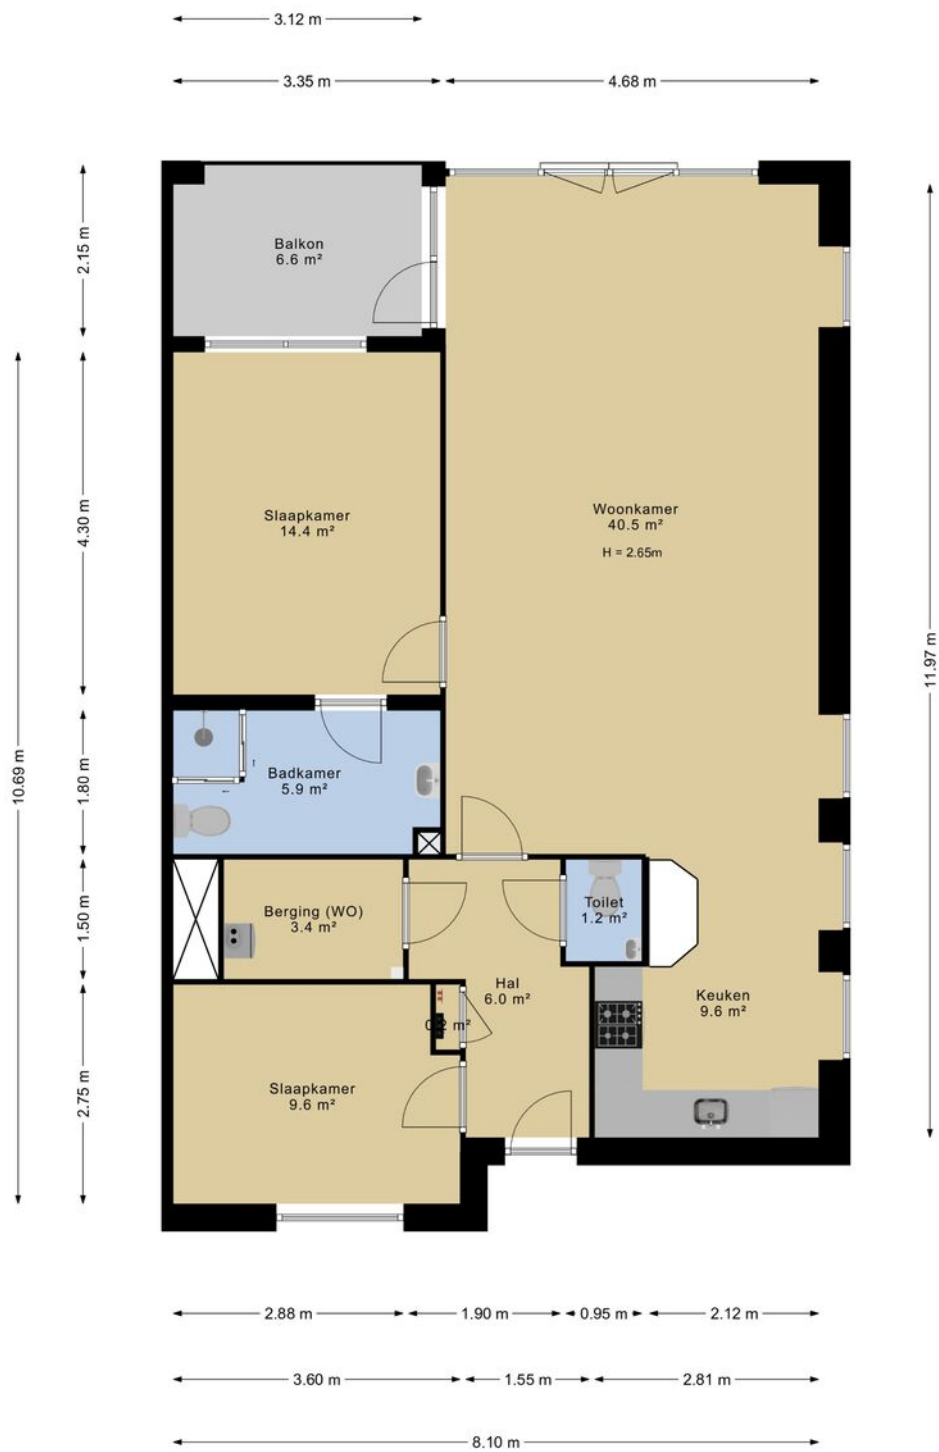 3.12 m
3.35 m
4.68 m
2.15 m
Balkon
6.6 m²
4.30 m
Slaapkamer
14.4 m²
Woonkamer
40.5 m²
H = 2.65m
11.97 m
10.69 m
1.80 m
Badkamer
5.9 m²
1.50 m
Berging (WO)
3.4 m²
Toilet
1.2 m²
Hal
6.0 m²
Keuken
9.6 m²
m²
2.75 m
Slaapkamer
9.6 m²
2.88 m
1.90 m
0.95 m
2.12 m
3.60 m
1.55 m
2.81 m
8.10 m